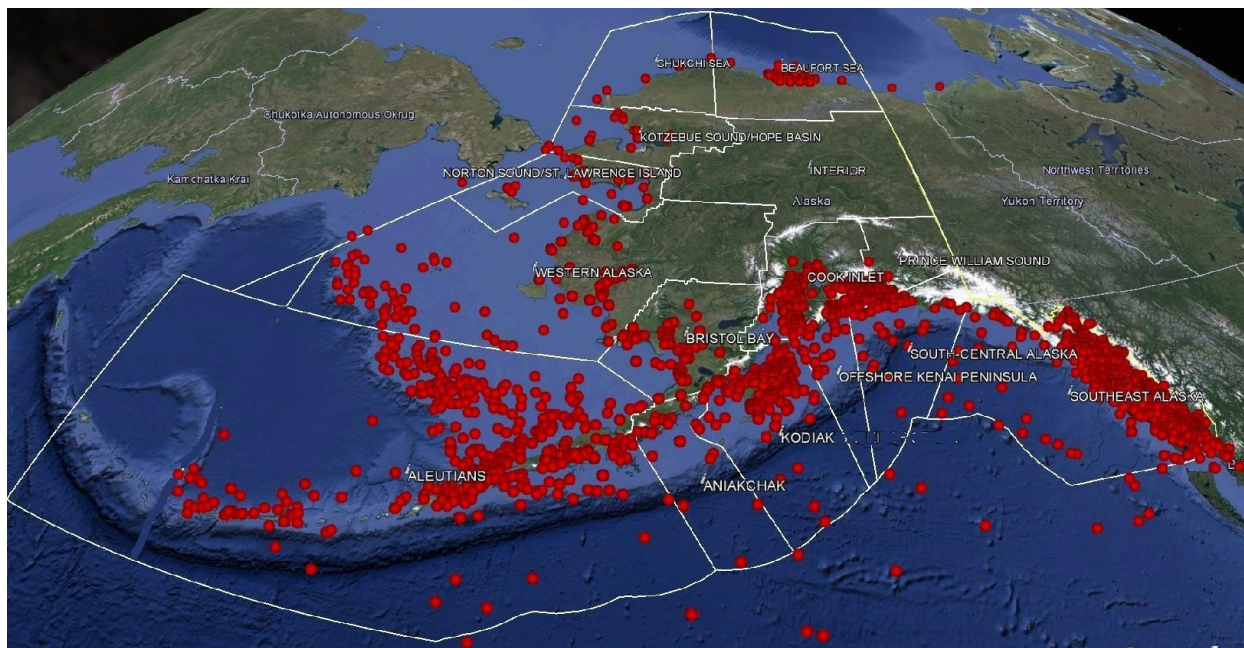 CHUKCHI SEA
BEAUFORT SEA
Chukotka Autonomous Okrug
KOTZEBUE SOUND/HOPE BASIN
Kamchatka Krai
NORTON SOUND/ST. LAWRENCE ISLAND
INTERIOR
Northwest Territories
Alaska
Yukon Territory
WESTERN ALASKA
COOK INLET
PRINCE WILLIAM SOUND
BRISTOL BAY
SOUTH-CENTRAL ALASKA
OFFSHORE KENAI PENINSULA
SOUTHEAST ALASKA
KODIAK
ALEUTIANS
ANIAKCHAK